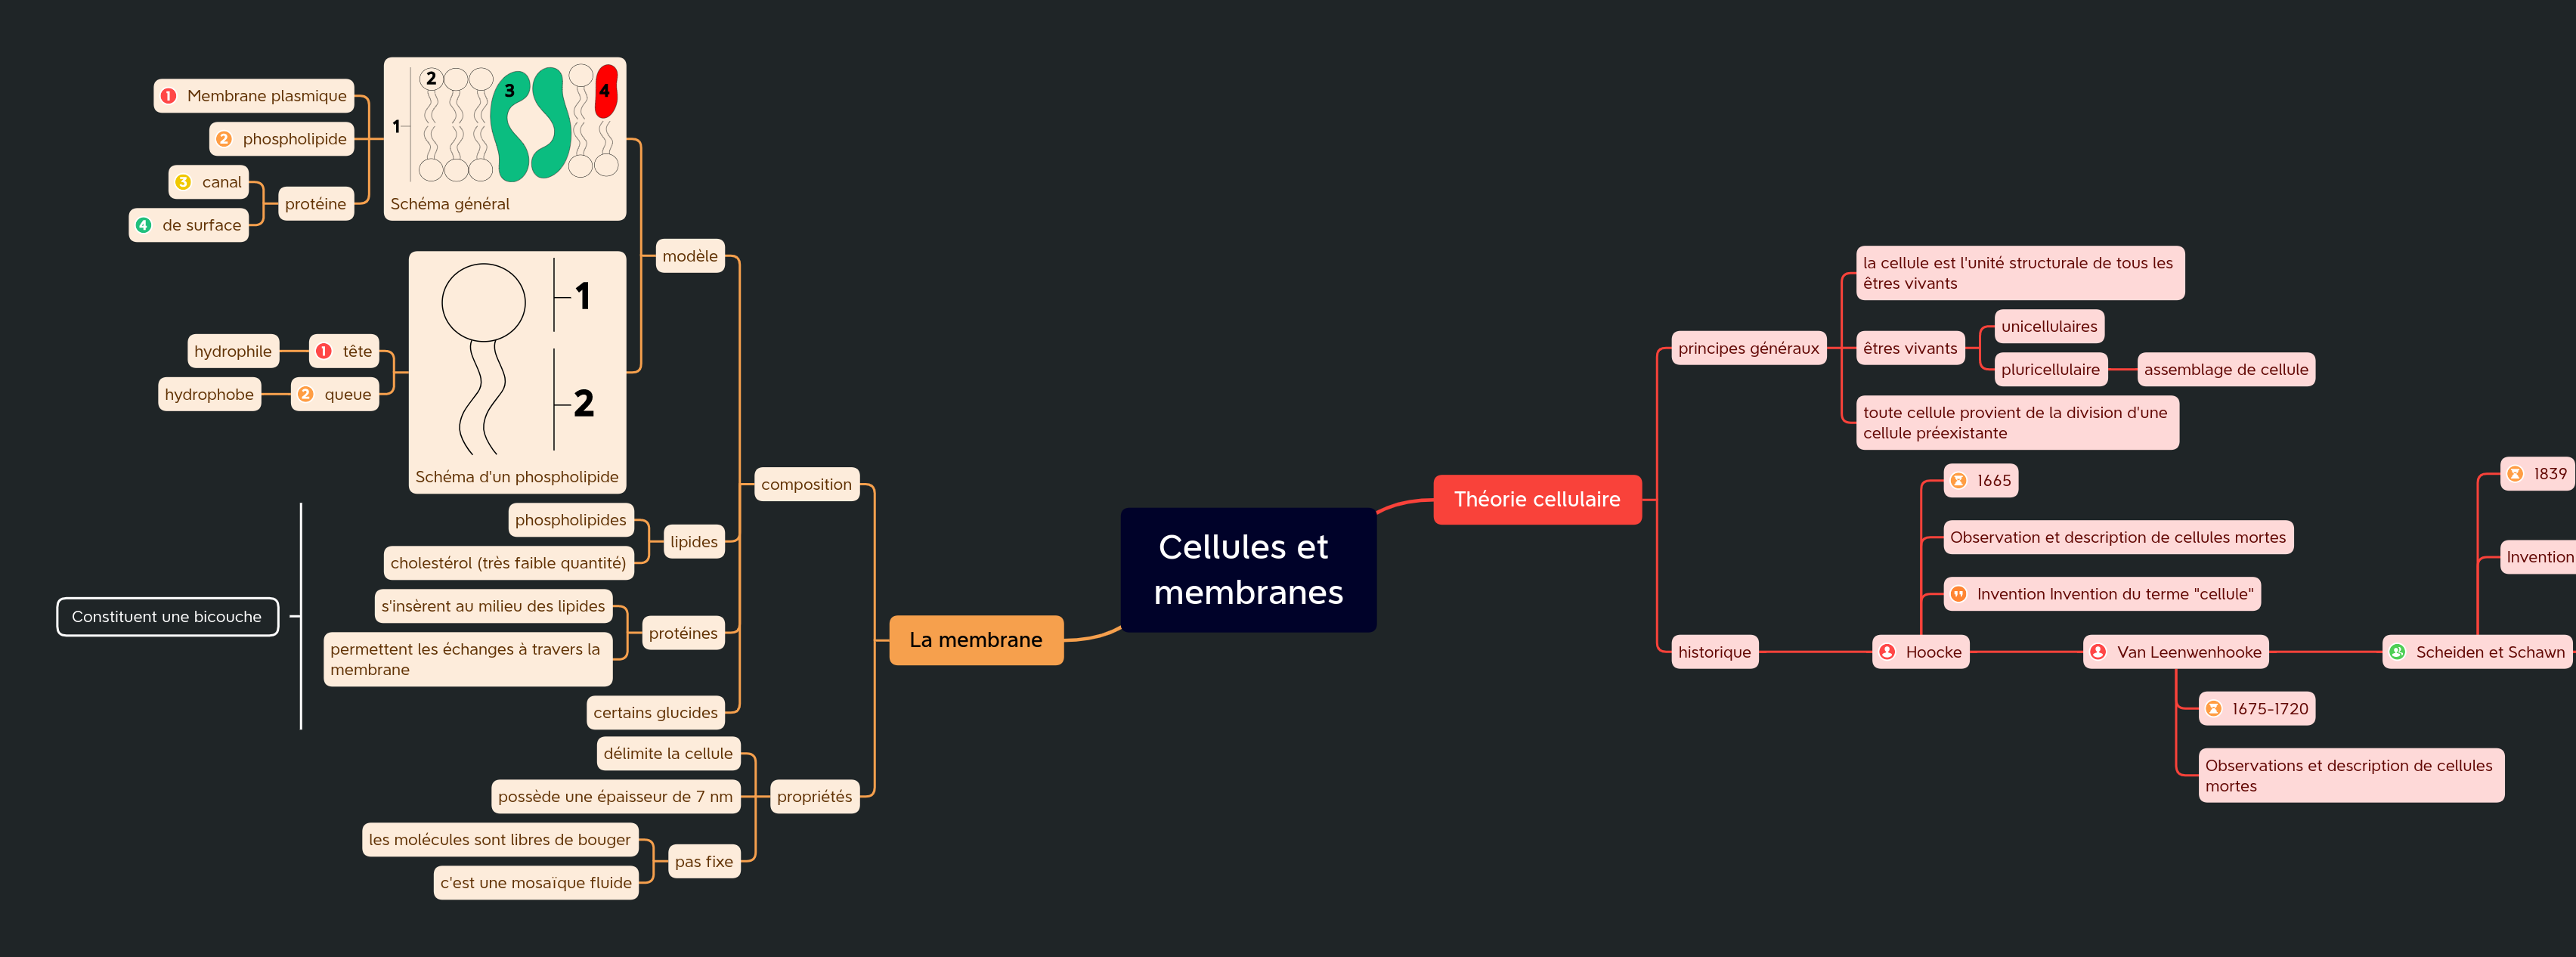 Cellules et
membranes
La membrane
composition
modèle
2
3
4
1
Schéma général
1 Membrane plasmique
2 phospholipide
protéine
3 canal
4 de surface
1
2
Schéma d'un phospholipide
1 tête
hydrophile
2 queue
hydrophobe
lipides
phospholipides
cholestérol (très faible quantité)
protéines
s'insèrent au milieu des lipides
permettent les échanges à travers la
membrane
certains glucides
Constituent une bicouche
propriétés
délimite la cellule
possède une épaisseur de 7 nm
pas fixe
les molécules sont libres de bouger
c'est une mosaïque fluide
Théorie cellulaire
principes généraux
la cellule est l'unité structurale de tous les
êtres vivants
êtres vivants
unicellulaires
pluricellulaire
assemblage de cellule
toute cellule provient de la division d'une
cellule préexistante
historique
Hoocke
1665
Observation et description de cellules mortes
Invention Invention du terme "cellule"
Van Leenwenhooke
1675-1720
Observations et description de cellules
mortes
Scheiden et Schawn
1839
Invention